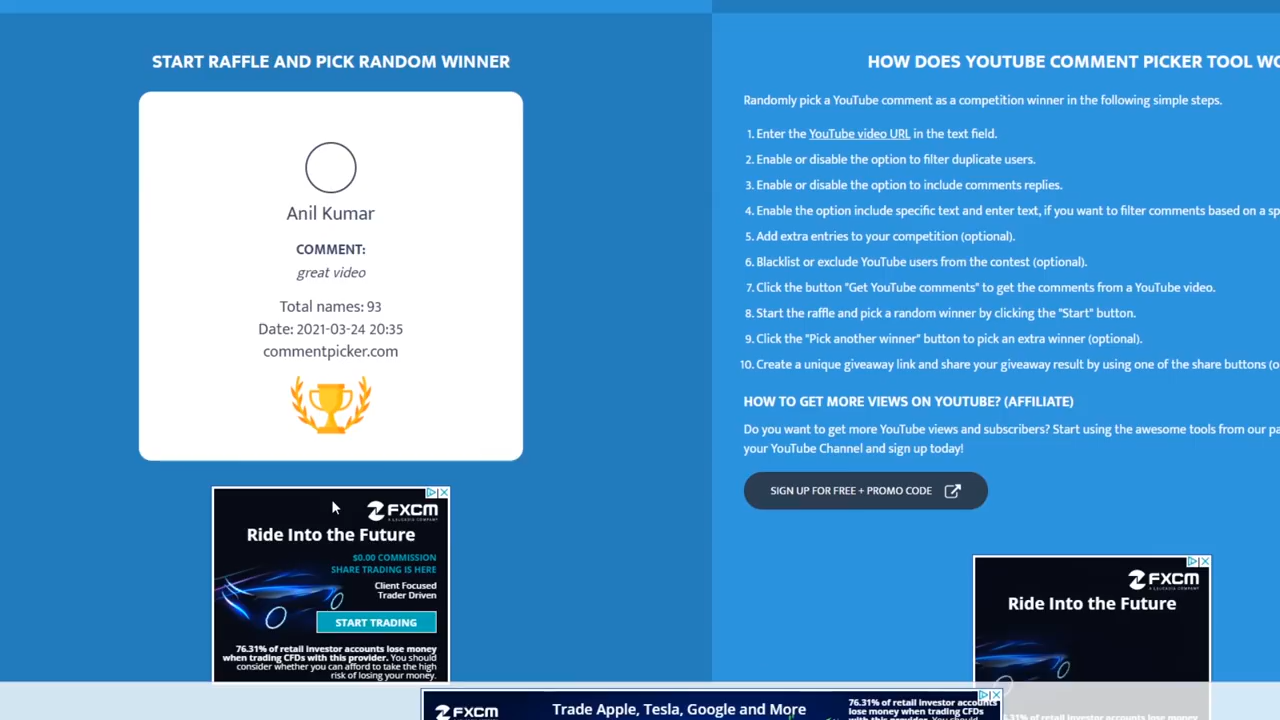 START RAFFLE AND PICK RANDOM WINNER
Anil Kumar
COMMENT:
great video
Total names: 93
Date: 2021-03-24 20:35
commentpicker.com
FXCM
A LEUCADIA COMPANY
Ride Into the Future
$0.00 COMMISSION
SHARE TRADING IS HERE
Client Focused
Trader Driven
START TRADING
76.31% of retail investor accounts lose money
when trading CFDs with this provider. You should
consider whether you can afford to take the high
risk of losing your money.
HOW DOES YOUTUBE COMMENT PICKER TOOL WO
Randomly pick a YouTube comment as a competition winner in the following simple steps.
1. Enter the YouTube video URL in the text field.
2. Enable or disable the option to filter duplicate users.
3. Enable or disable the option to include comments replies.
4. Enable the option include specific text and enter text, if you want to filter comments based on a sp
5. Add extra entries to your competition (optional).
6. Blacklist or exclude YouTube users from the contest (optional).
7. Click the button "Get YouTube comments" to get the comments from a YouTube video.
8. Start the raffle and pick a random winner by clicking the "Start" button.
9. Click the "Pick another winner" button to pick an extra winner (optional).
10. Create a unique giveaway link and share your giveaway result by using one of the share buttons (o
HOW TO GET MORE VIEWS ON YOUTUBE? (AFFILIATE)
Do you want to get more YouTube views and subscribers? Start using the awesome tools from our pa
your YouTube Channel and sign up today!
SIGN UP FOR FREE + PROMO CODE
FXCM
Ride Into the Future
FXCM
Trade Apple, Tesla, Google and More
76.31% of retail investor accounts
lose money when trading CFDs